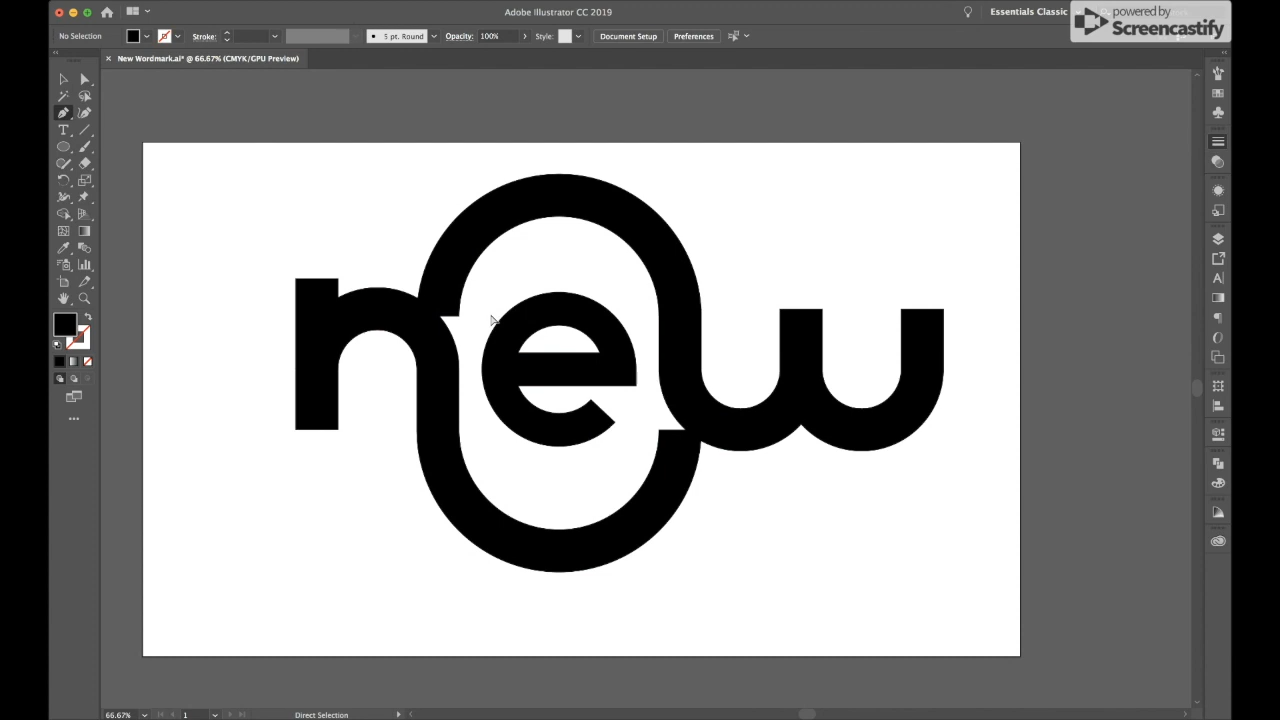 Adobe Illustrator CC 2019
Essentials Classic
powered by
Screencastify
No Selection
Stroke:
5 pt. Round
Opacity:
100%
Style:
Document Setup
Preferences
New Wordmark.ai* @ 66.67% (CMYK/GPU Preview)
new
66.67%
1
Direct Selection